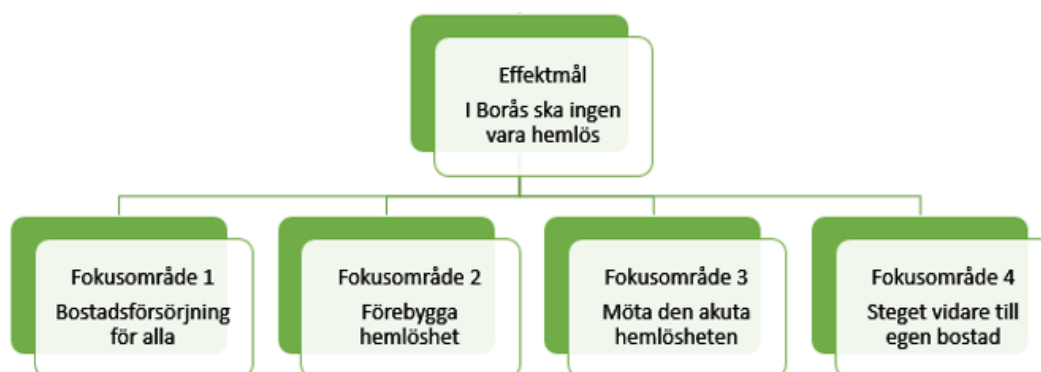 Effektmål
I Borås ska ingen
vara hemlös
Fokusområde 1
Bostadsförsörjning
för alla
Fokusområde 2
Förebygga
hemlöshet
Fokusområde 3
Möta den akuta
hemlösheten
Fokusområde 4
Steget vidare till
egen bostad